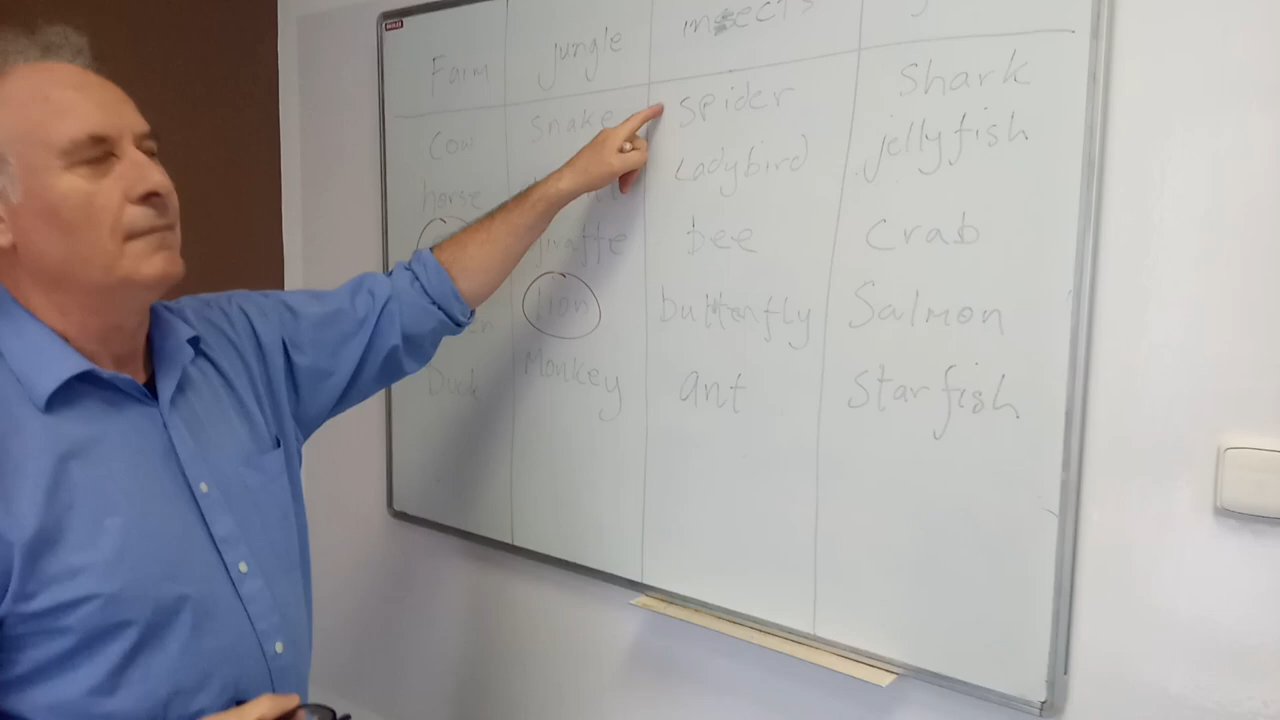 Farm jungle insects
Cow snake spider Shark
horse Ladybird jellyfish
giraffe bee crab
lion butterfly Salmon
Duck Monkey ant Starfish